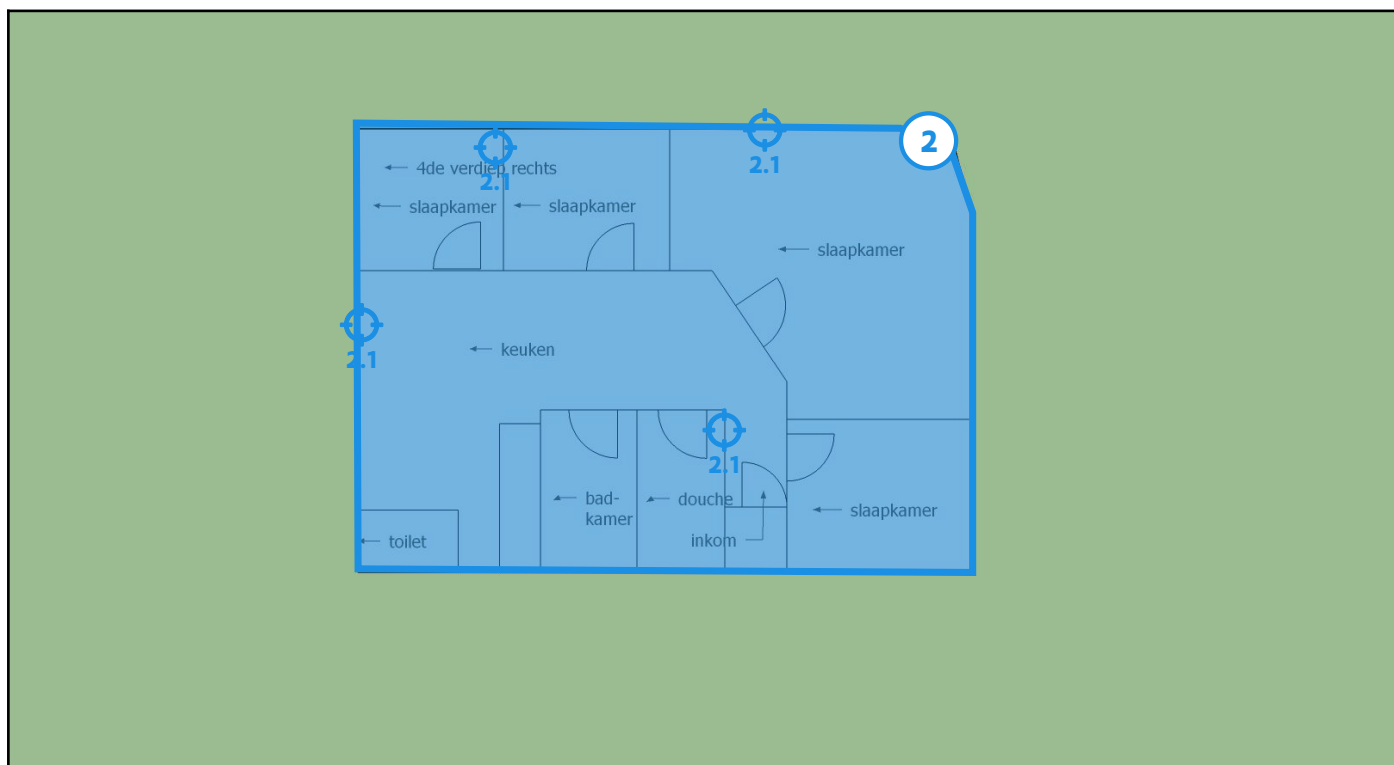 2
2.1
4de verdiep rechts
2.1
slaapkamer
slaapkamer
slaapkamer
2.1
keuken
2.1
bad-
kamer
douche
slaapkamer
inkom
toilet